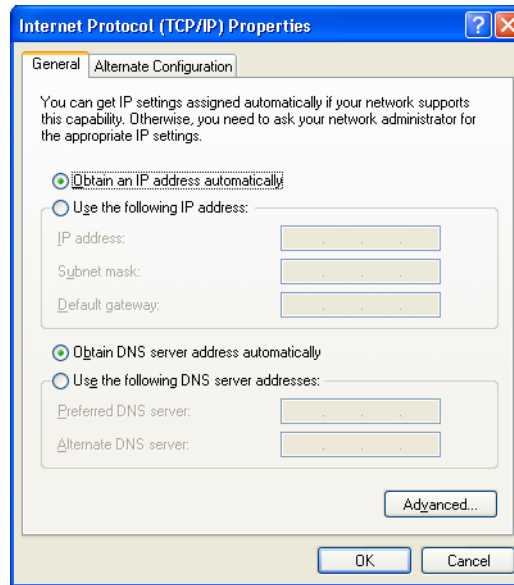 Internet Protocol (TCP/IP) Properties
General
Alternate Configuration
You can get IP settings assigned automatically if your network supports
this capability. Otherwise, you need to ask your network administrator for
the appropriate IP settings.
Obtain an IP address automatically
Use the following IP address:
IP address:
Subnet mask:
Default gateway:
Obtain DNS server address automatically
Use the following DNS server addresses:
Preferred DNS server:
Alternate DNS server:
Advanced...
OK
Cancel